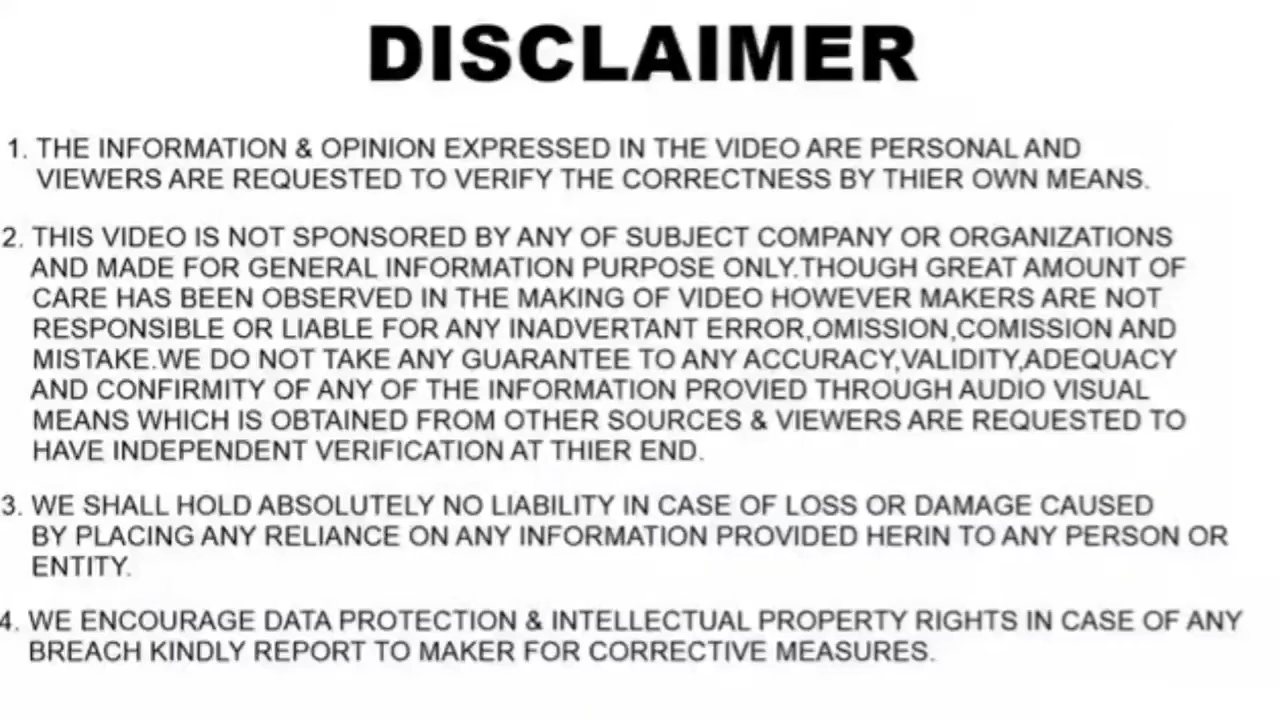 DISCLAIMER
1. THE INFORMATION & OPINION EXPRESSED IN THE VIDEO ARE PERSONAL AND
VIEWERS ARE REQUESTED TO VERIFY THE CORRECTNESS BY THIER OWN MEANS.
2. THIS VIDEO IS NOT SPONSORED BY ANY OF SUBJECT COMPANY OR ORGANIZATIONS
AND MADE FOR GENERAL INFORMATION PURPOSE ONLY.THOUGH GREAT AMOUNT OF
CARE HAS BEEN OBSERVED IN THE MAKING OF VIDEO HOWEVER MAKERS ARE NOT
RESPONSIBLE OR LIABLE FOR ANY INADVERTANT ERROR,OMISSION,COMISSION AND
MISTAKE.WE DO NOT TAKE ANY GUARANTEE TO ANY ACCURACY,VALIDITY,ADEQUACY
AND CONFIRMITY OF ANY OF THE INFORMATION PROVIED THROUGH AUDIO VISUAL
MEANS WHICH IS OBTAINED FROM OTHER SOURCES & VIEWERS ARE REQUESTED TO
HAVE INDEPENDENT VERIFICATION AT THIER END.
3. WE SHALL HOLD ABSOLUTELY NO LIABILITY IN CASE OF LOSS OR DAMAGE CAUSED
BY PLACING ANY RELIANCE ON ANY INFORMATION PROVIDED HERIN TO ANY PERSON OR
ENTITY.
4. WE ENCOURAGE DATA PROTECTION & INTELLECTUAL PROPERTY RIGHTS IN CASE OF ANY
BREACH KINDLY REPORT TO MAKER FOR CORRECTIVE MEASURES.